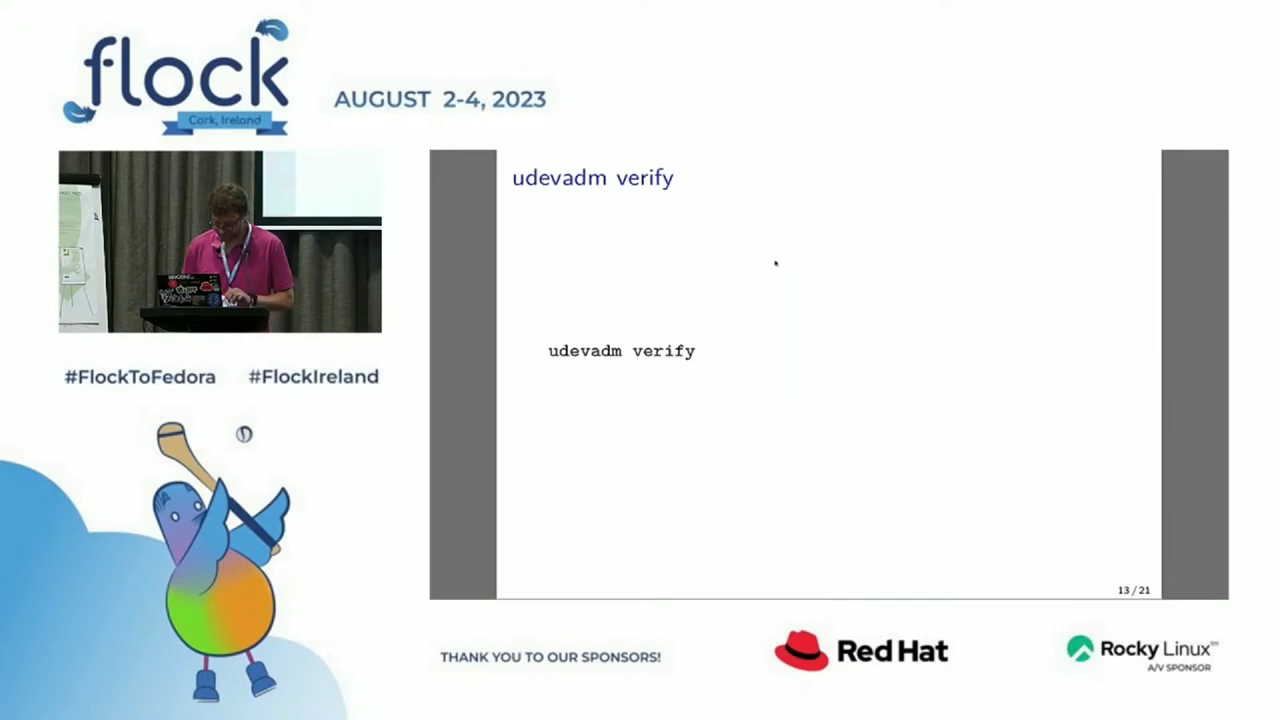 flock
Cork, Ireland
AUGUST 2-4, 2023
udevadm verify
udevadm verify
#FlockToFedora #FlockIreland
13 / 21
THANK YOU TO OUR SPONSORS!
Red Hat
Rocky Linux™
A/V SPONSOR